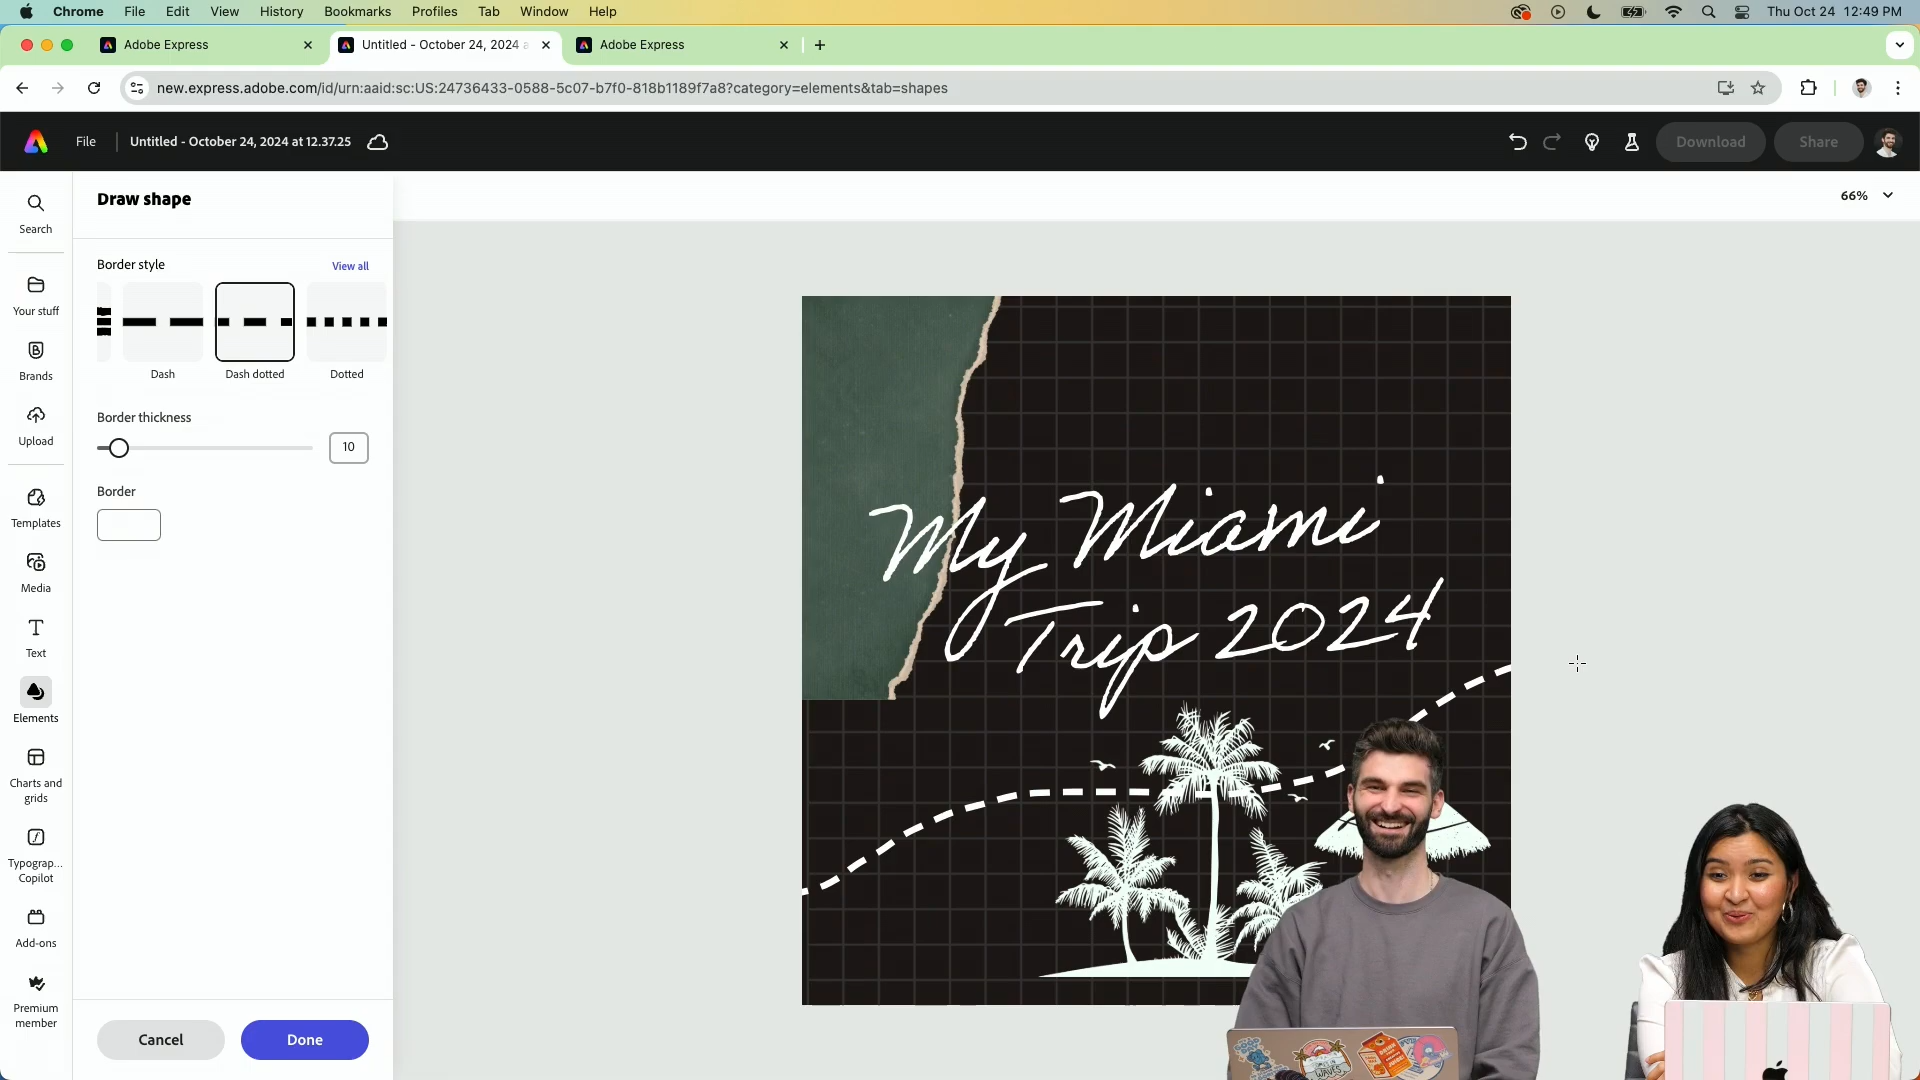 Chrome File Edit View History Bookmarks Profiles Tab Window Help Thu Oct 24 12:49 PM
Adobe Express
Untitled - October 24, 2024 a
Adobe Express
new.express.adobe.com/id/urn:aaid:sc:US:24736433-0588-5c07-b7f0-818b1189f7a8?category=elements&tab=shapes
File
Untitled - October 24, 2024 at 12.37.25
Download
Share
66%
Search
Your stuff
Brands
Upload
Templates
Media
Text
Elements
Charts and
grids
Typograp...
Copilot
Add-ons
Premium
member
Draw shape
Border style
View all
Dash
Dash dotted
Dotted
Border thickness
10
Border
Cancel
Done
My Miami
Trip 2024
WAVES